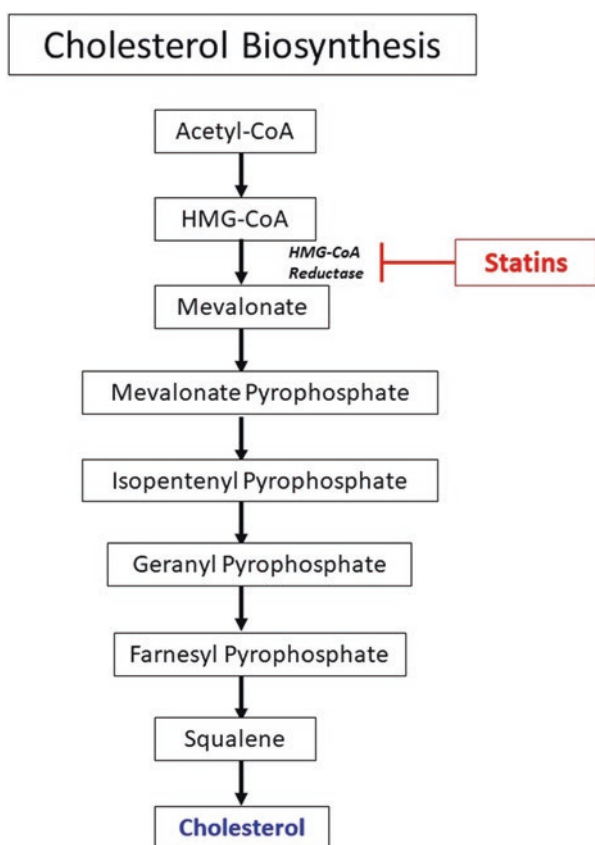 Cholesterol Biosynthesis
Acetyl-CoA
HMG-CoA
HMG-CoA
Reductase
Statins
Mevalonate
Mevalonate Pyrophosphate
Isopentenyl Pyrophosphate
Geranyl Pyrophosphate
Farnesyl Pyrophosphate
Squalene
Cholesterol